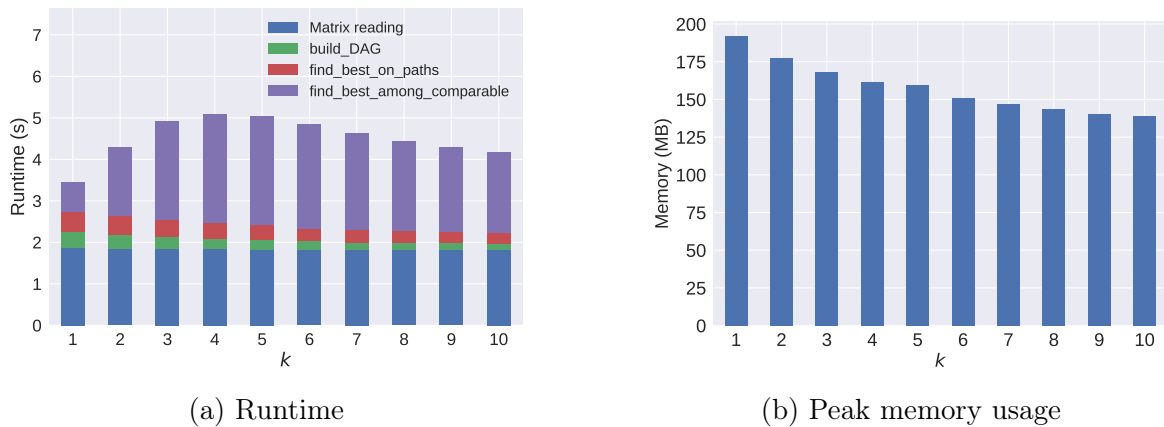 7
6
5
4
3
2
1
0
Runtime (s)
Matrix reading
build_DAG
find_best_on_paths
find_best_among_comparable
1 2 3 4 5 6 7 8 9 10
k
(a) Runtime
200
175
150
125
100
75
50
25
0
Memory (MB)
1 2 3 4 5 6 7 8 9 10
k
(b) Peak memory usage